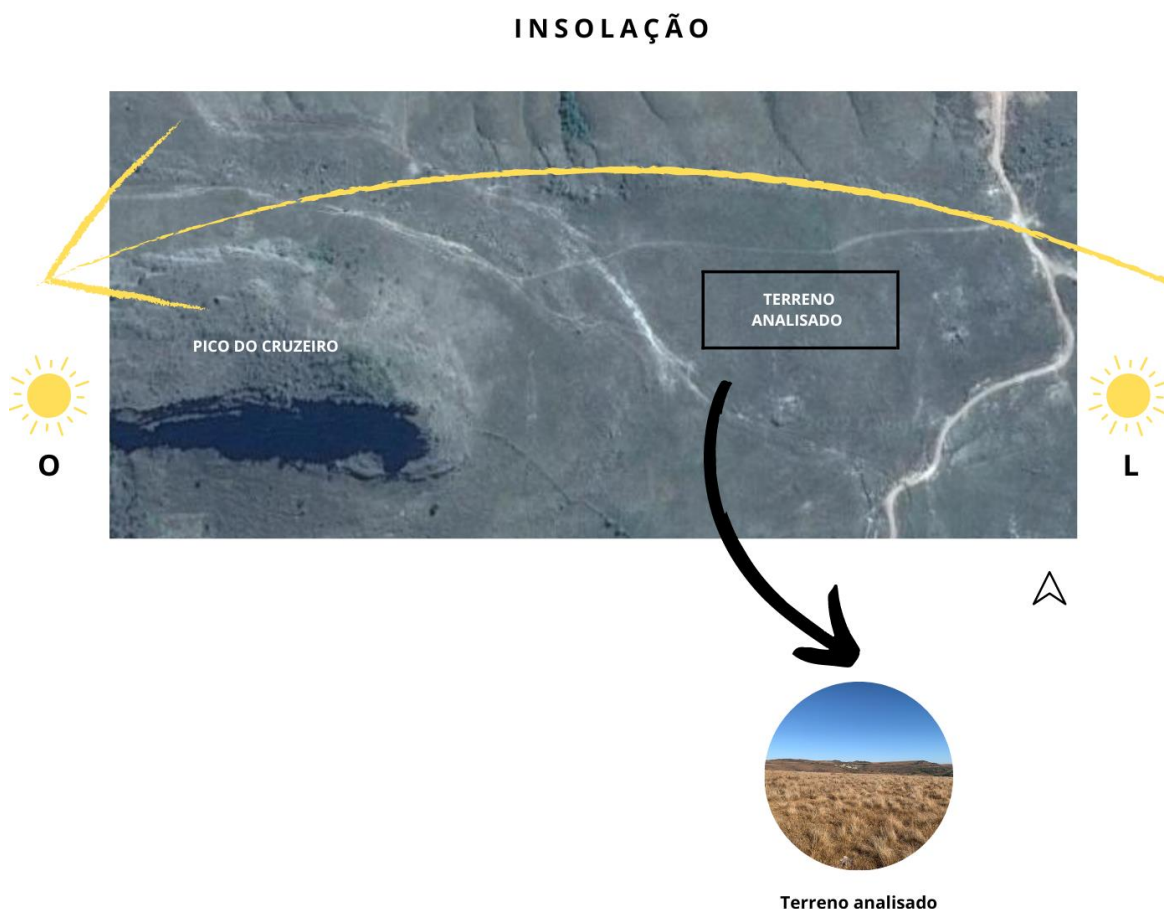 INSOLAÇÃO
TERRENO
ANALISADO
PICO DO CRUZEIRO
O
L
Terreno analisado